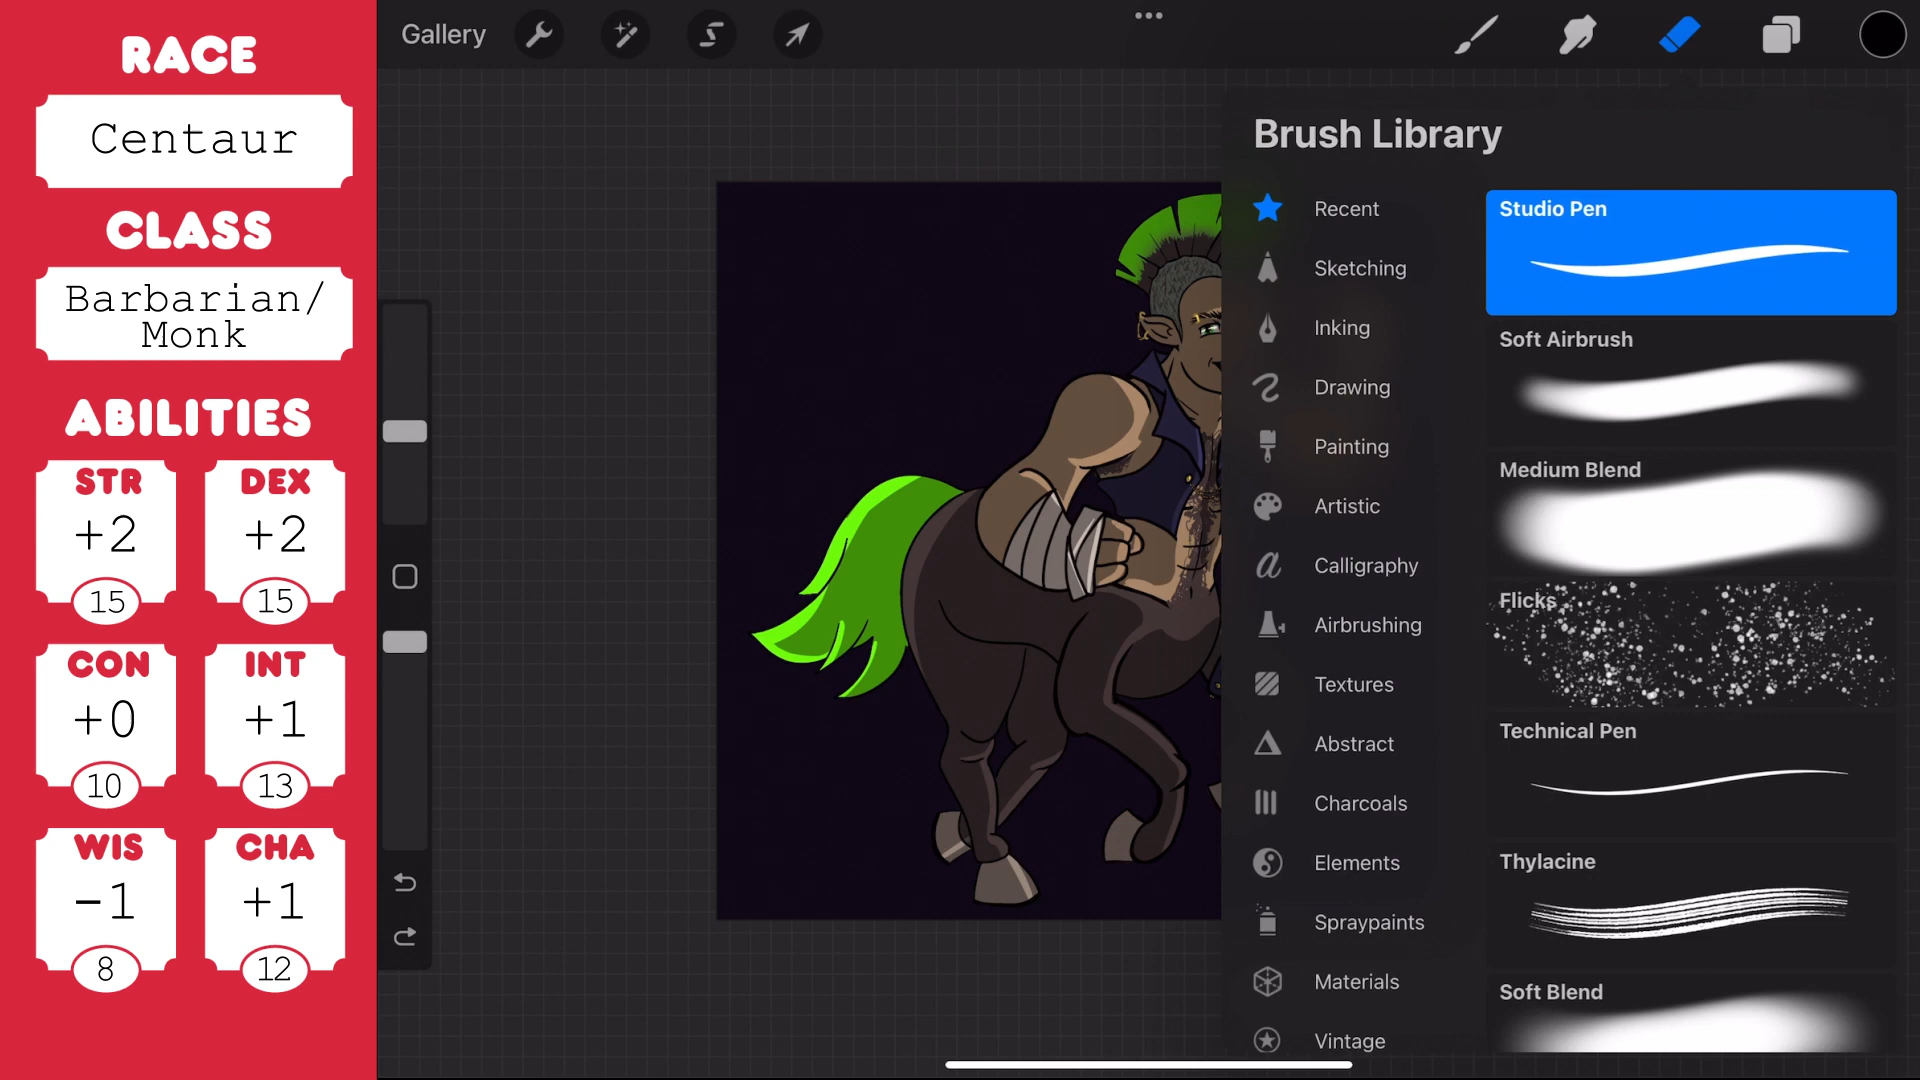 RACE
Centaur
CLASS
Barbarian/
Monk
ABILITIES
STR
+2
15
DEX
+2
15
CON
+0
10
INT
+1
13
WIS
-1
8
CHA
+1
12
Gallery
Brush Library
Recent
Sketching
Inking
Drawing
Painting
Artistic
Calligraphy
Airbrushing
Textures
Abstract
Charcoals
Elements
Spraypaints
Materials
Vintage
Studio Pen
Soft Airbrush
Medium Blend
Flicks
Technical Pen
Thylacine
Soft Blend